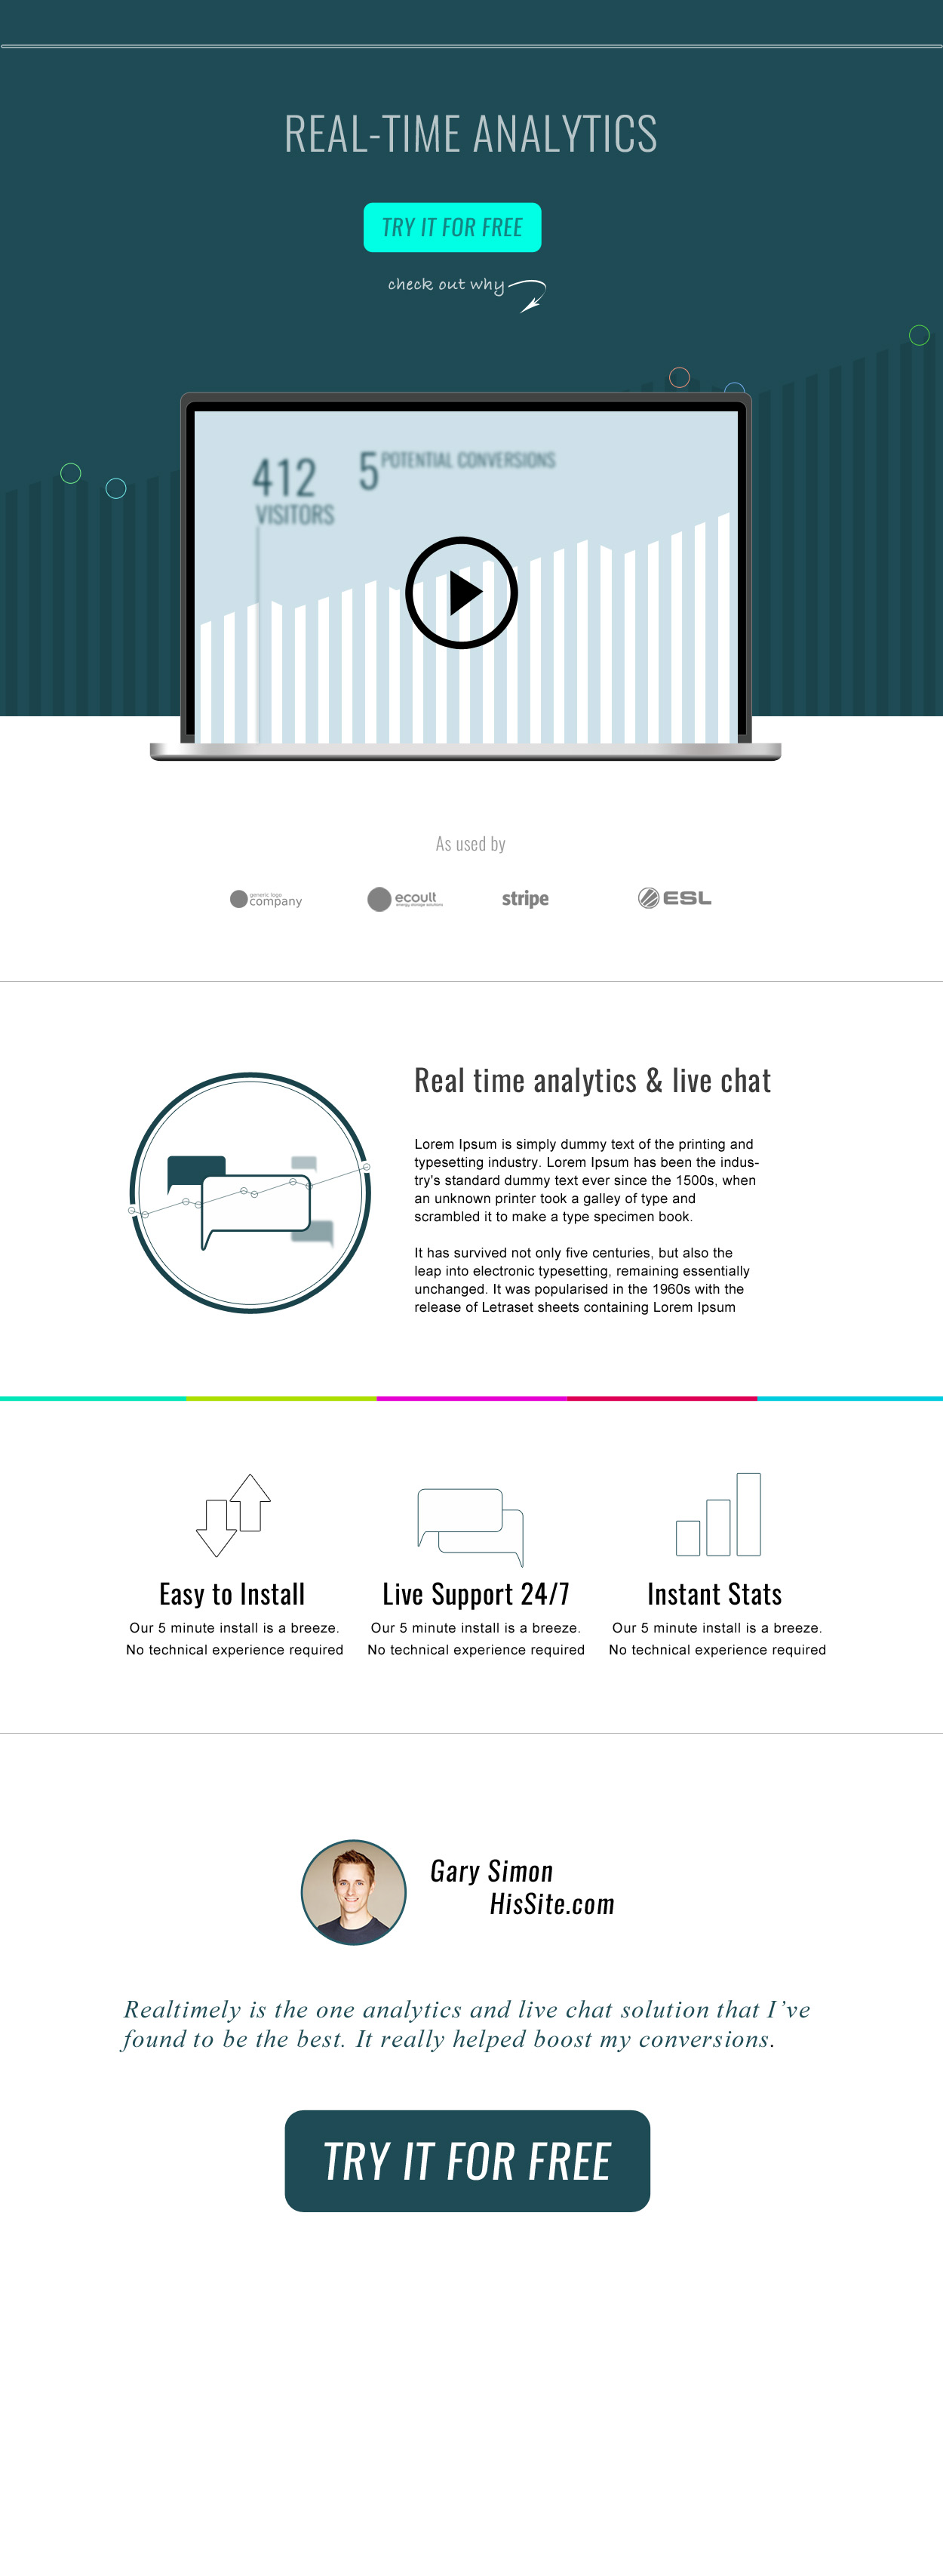 REAL-TIME ANALYTICS
TRY IT FOR FREE
check out why
412
VISITORS
5 POTENTIAL CONVERSIONS
As used by
generic logo
company
ecoult
energy storage solutions
stripe
ESL
Real time analytics & live chat
Lorem Ipsum is simply dummy text of the printing and
typesetting industry. Lorem Ipsum has been the indus-
try's standard dummy text ever since the 1500s, when
an unknown printer took a galley of type and
scrambled it to make a type specimen book.
It has survived not only five centuries, but also the
leap into electronic typesetting, remaining essentially
unchanged. It was popularised in the 1960s with the
release of Letraset sheets containing Lorem Ipsum
Easy to Install
Our 5 minute install is a breeze.
No technical experience required
Live Support 24/7
Our 5 minute install is a breeze.
No technical experience required
Instant Stats
Our 5 minute install is a breeze.
No technical experience required
Gary Simon
HisSite.com
Realtimely is the one analytics and live chat solution that I've
found to be the best. It really helped boost my conversions.
TRY IT FOR FREE